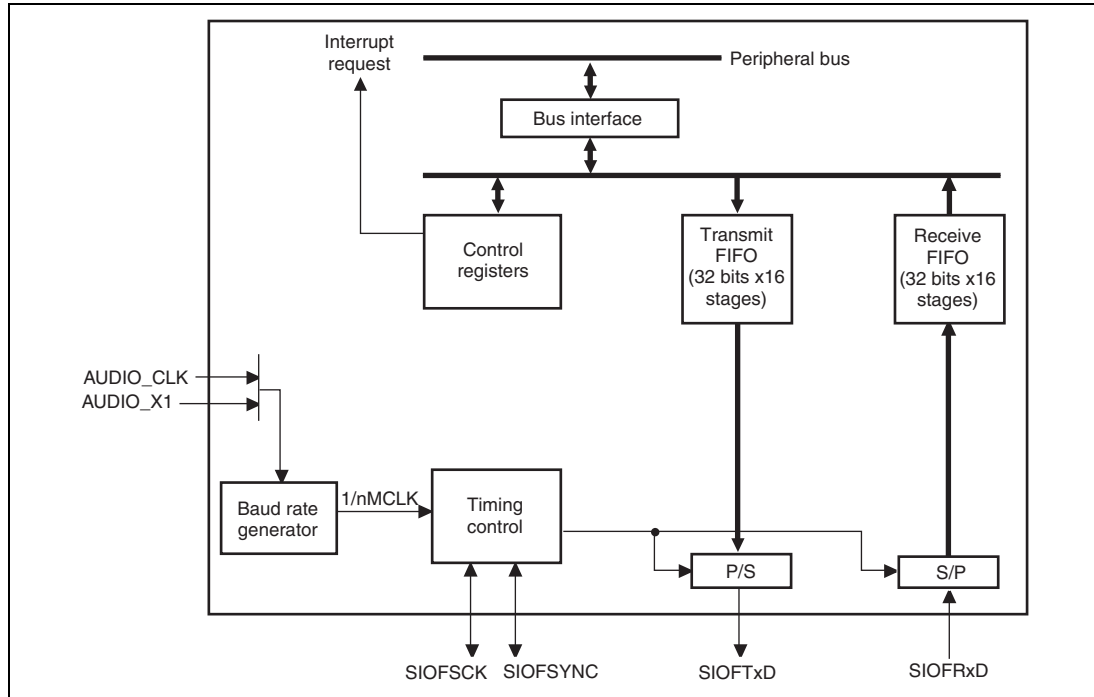 Interrupt
request
Peripheral bus
Bus interface
Control
registers
Transmit
FIFO
(32 bits x16
stages)
Receive
FIFO
(32 bits x16
stages)
AUDIO_CLK
AUDIO_X1
Baud rate
generator
1/nMCLK
Timing
control
P/S
S/P
SIOFSCK
SIOFSYNC
SIOFTxD
SIOFRxD